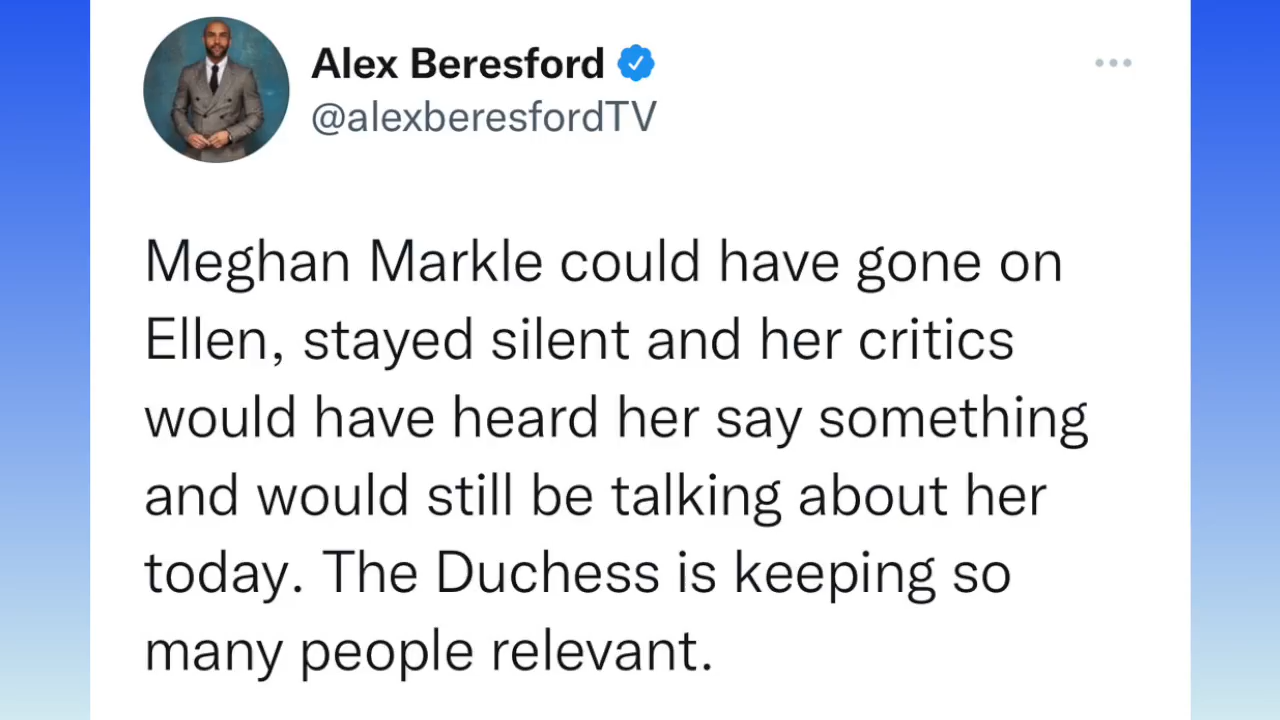 Alex Beresford
@alexberesfordTV
Meghan Markle could have gone on
Ellen, stayed silent and her critics
would have heard her say something
and would still be talking about her
today. The Duchess is keeping so
many people relevant.